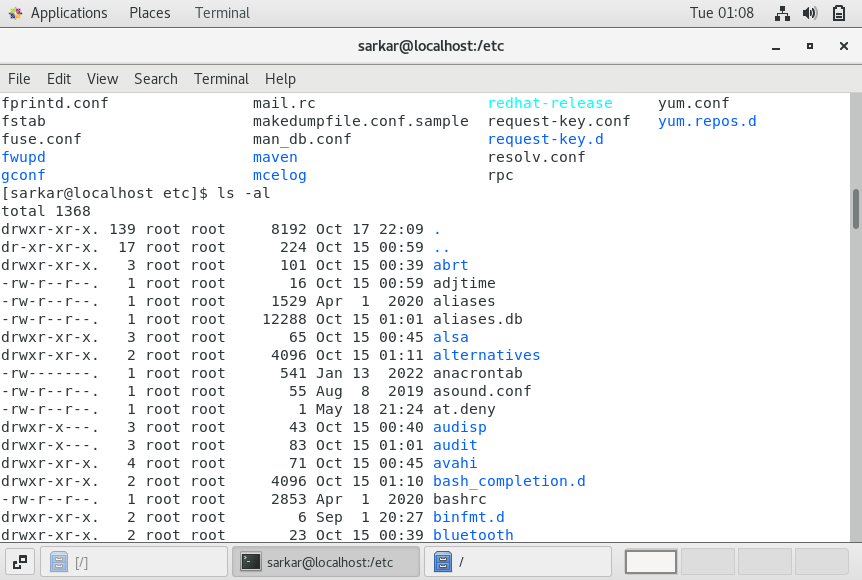 Applications Places Terminal Tue 01:08
sarkar@localhost:/etc
File Edit View Search Terminal Help
fprintd.conf mail.rc redhat-release yum.conf
fstab makedumpfile.conf.sample request-key.conf yum.repos.d
fuse.conf man_db.conf request-key.d
fwupd maven resolv.conf
gconf mcelog rpc
[sarkar@localhost etc]$ ls -al
total 1368
drwxr-xr-x. 139 root root 8192 Oct 17 22:09 .
dr-xr-xr-x. 17 root root 224 Oct 15 00:59 ..
drwxr-xr-x. 3 root root 101 Oct 15 00:39 abrt
-rw-r--r--. 1 root root 16 Oct 15 00:59 adjtime
-rw-r--r--. 1 root root 1529 Apr 1 2020 aliases
-rw-r--r--. 1 root root 12288 Oct 15 01:01 aliases.db
drwxr-xr-x. 3 root root 65 Oct 15 00:45 alsa
drwxr-xr-x. 2 root root 4096 Oct 15 01:11 alternatives
-rw-------. 1 root root 541 Jan 13 2022 anacrontab
-rw-r--r--. 1 root root 55 Aug 8 2019 asound.conf
-rw-r--r--. 1 root root 1 May 18 21:24 at.deny
drwxr-x---. 3 root root 43 Oct 15 00:40 audisp
drwxr-x---. 3 root root 83 Oct 15 01:01 audit
drwxr-xr-x. 4 root root 71 Oct 15 00:45 avahi
drwxr-xr-x. 2 root root 4096 Oct 15 01:10 bash_completion.d
-rw-r--r--. 1 root root 2853 Apr 1 2020 bashrc
drwxr-xr-x. 2 root root 6 Sep 1 20:27 binfmt.d
drwxr-xr-x. 2 root root 23 Oct 15 00:39 bluetooth
[/] sarkar@localhost:/etc /